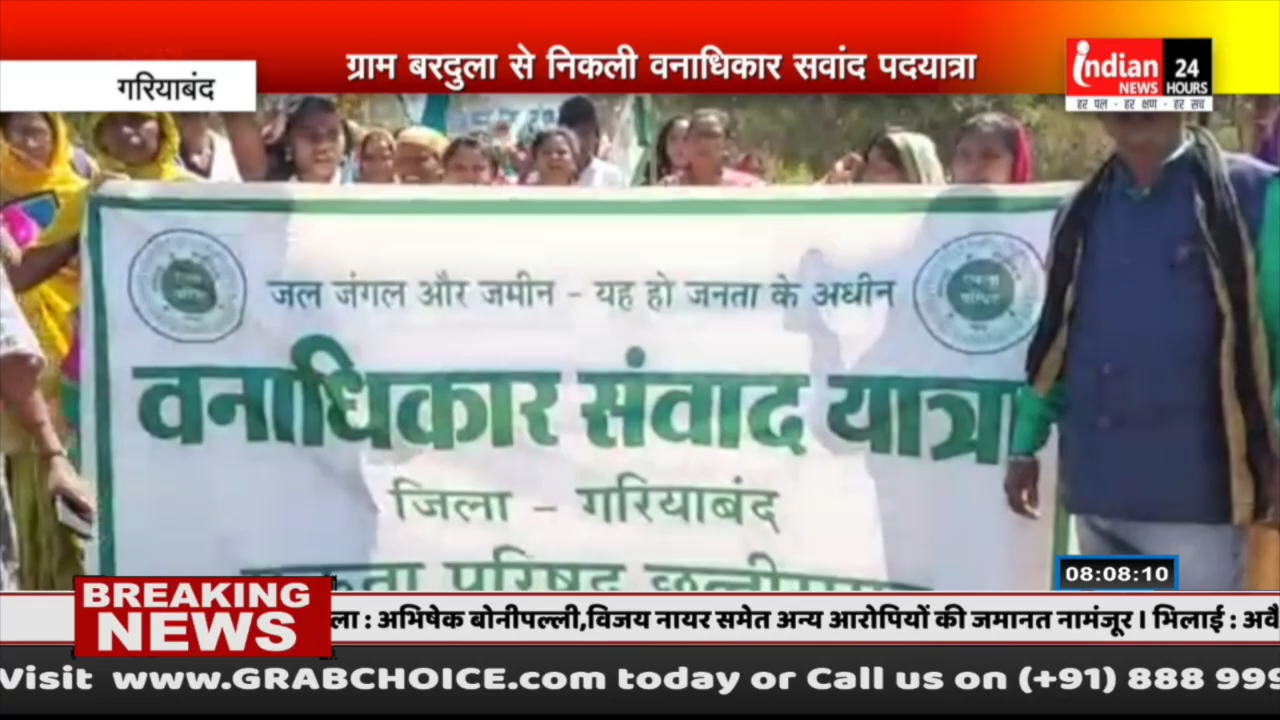 ग्राम बरदुला से निकली वनाधिकार सवांद पदयात्रा
गरियाबंद
indian
NEWS
24
HOURS
हर पल - हर क्षण - हर सच
जल जंगल और जमीन - यह हो जनता के अधीन
वनाधिकार संवाद यात्रा
जिला - गरियाबंद
परिषद
08:08:10
BREAKING
NEWS
ला : अभिषेक बोनीपल्ली,विजय नायर समेत अन्य आरोपियों की जमानत नामंजूर । भिलाई : अवै
Visit www.GRABCHOICE.com today or Call us on (+91) 888 999